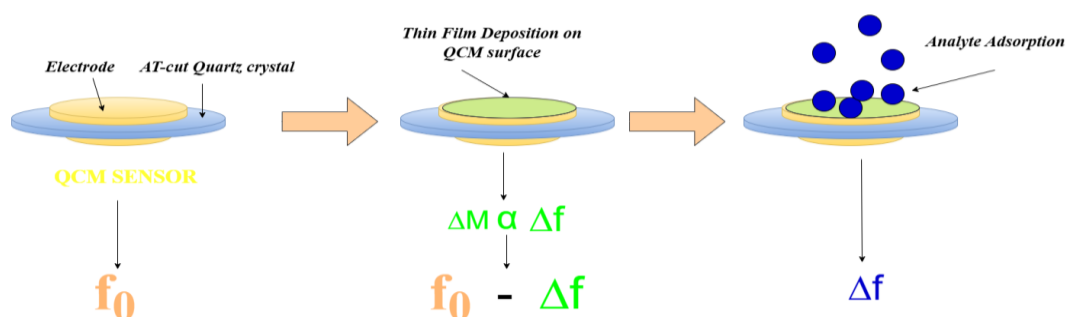 Electrode
AT-cut Quartz crystal
QCM SENSOR
f₀
Thin Film Deposition on
QCM surface
ΔM α Δf
f₀ - Δf
Analyte Adsorption
Δf